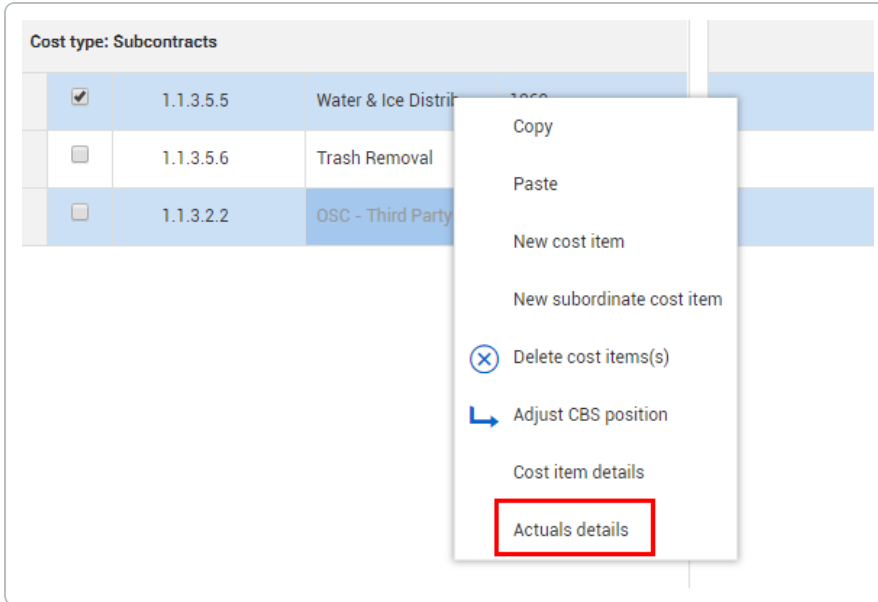 Cost type: Subcontracts
1.1.3.5.5 Water & Ice Distrib
1.1.3.5.6 Trash Removal
1.1.3.2.2 OSC - Third Party
Copy
Paste
New cost item
New subordinate cost item
Delete cost items(s)
Adjust CBS position
Cost item details
Actuals details